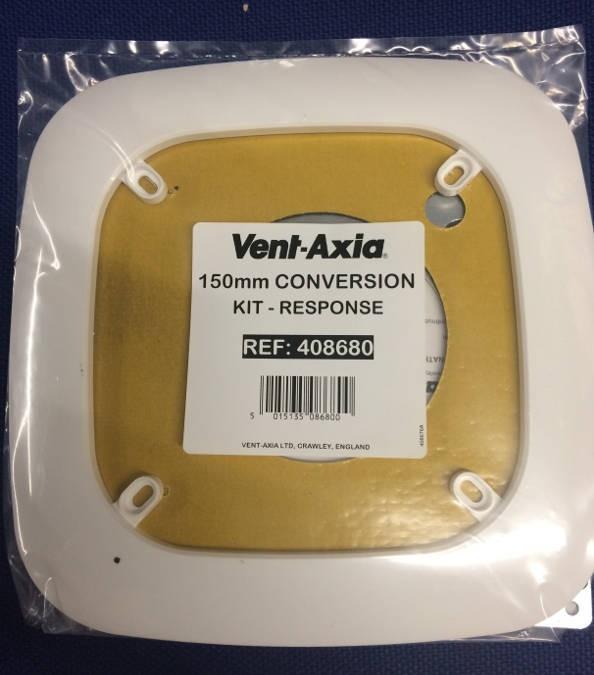 Vent-Axia®
150mm CONVERSION
KIT - RESPONSE
REF: 408680
5 015135 086800
VENT-AXIA LTD, CRAWLEY, ENGLAND